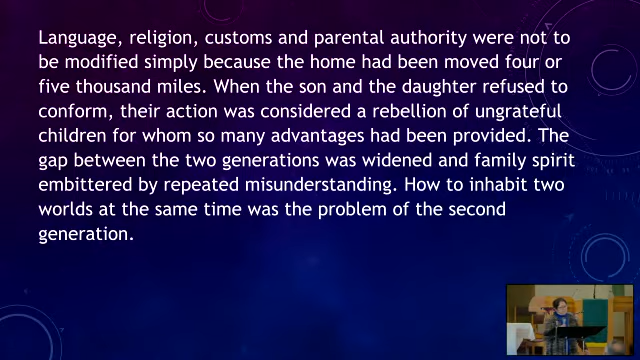 Language, religion, customs and parental authority were not to
be modified simply because the home had been moved four or
five thousand miles. When the son and the daughter refused to
conform, their action was considered a rebellion of ungrateful
children for whom so many advantages had been provided. The
gap between the two generations was widened and family spirit
embittered by repeated misunderstanding. How to inhabit two
worlds at the same time was the problem of the second
generation.